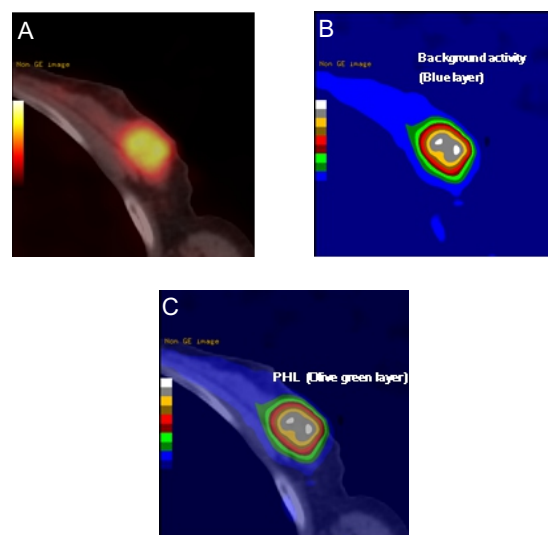 A
Non GE image
B
Background activity
(Blue layer)
Non GE image
C
Non GE image
PHL (Olive green layer)